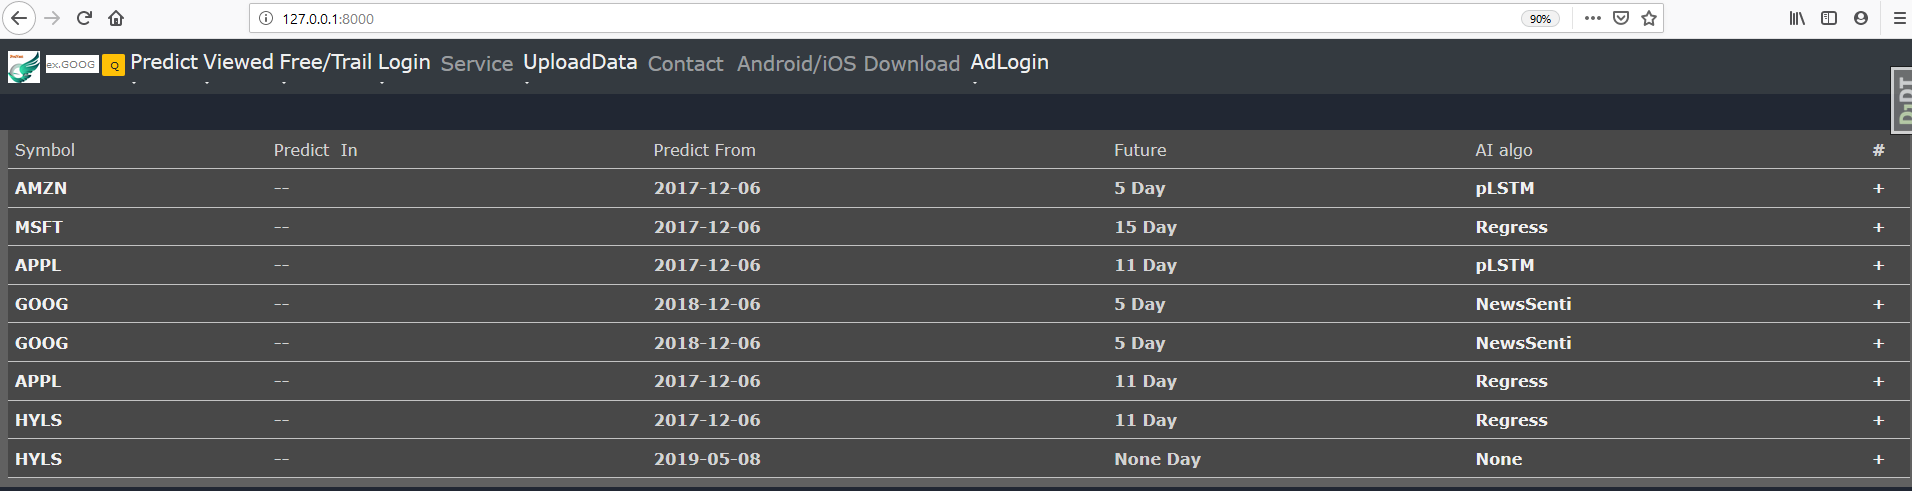 127.0.0.1:8000 90%
ex.GOOG Q Predict Viewed Free/Trail Login Service UploadData Contact Android/iOS Download AdLogin
DjDT
Symbol Predict In Predict From Future AI algo #
AMZN -- 2017-12-06 5 Day pLSTM +
MSFT -- 2017-12-06 15 Day Regress +
APPL -- 2017-12-06 11 Day pLSTM +
GOOG -- 2018-12-06 5 Day NewsSenti +
GOOG -- 2018-12-06 5 Day NewsSenti +
APPL -- 2017-12-06 11 Day Regress +
HYLS -- 2017-12-06 11 Day Regress +
HYLS -- 2019-05-08 None Day None +